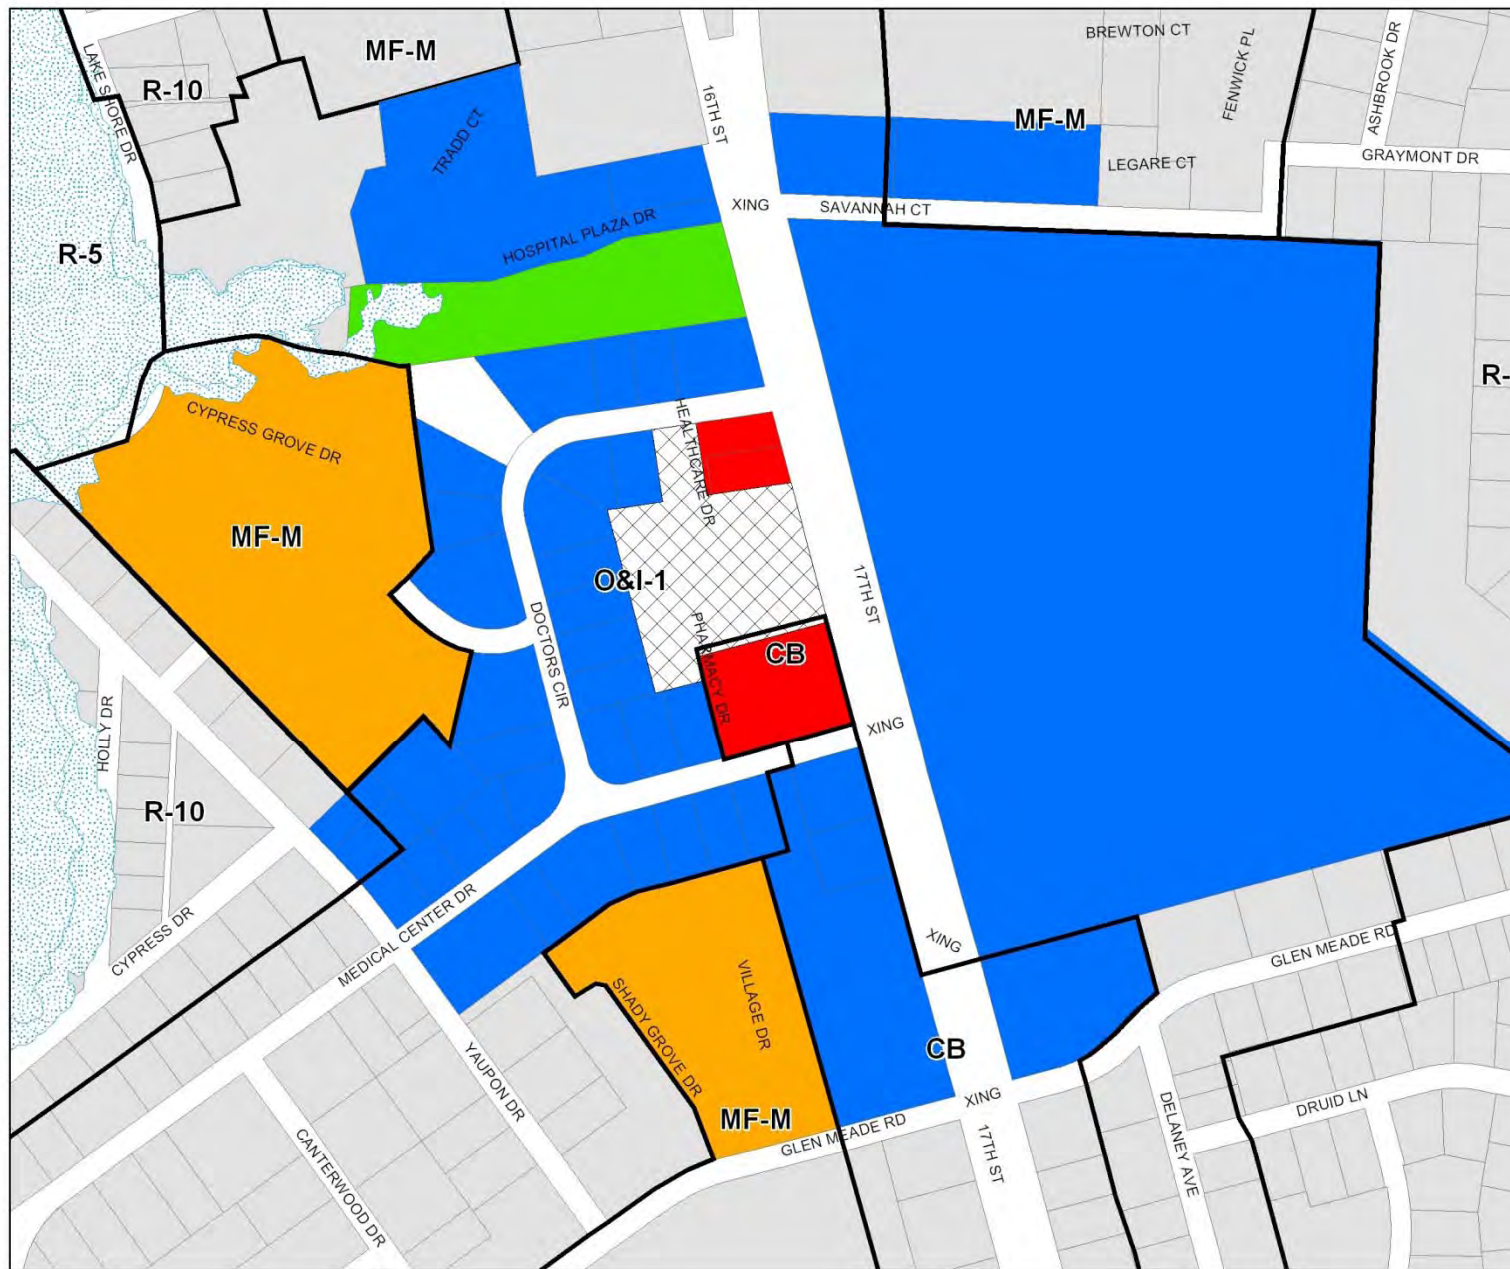 BREWTON CT
MF-M
LAKE SHORE DR
R-10
FENWICK PL
ASHBROOK DR
16TH ST
MF-M
TRADD CT
GRAYMONT DR
LEGARE CT
XING
SAVANNAH CT
R-5
HOSPITAL PLAZA DR
R-
CYPRESS GROVE DR
HEALTHCARE DR
MF-M
O&I-1
17TH ST
DOCTORS CIR
PHARMACY DR
CB
HOLLY DR
XING
R-10
CYPRESS DR
MEDICAL CENTER DR
XING
GLEN MEADE RD
VILLAGE DR
SHADY GROVE DR
CB
YAUPON DR
XING
DRUID LN
MF-M
GLEN MEADE RD
DELANEY AVE
17TH ST
CANTERWOOD DR